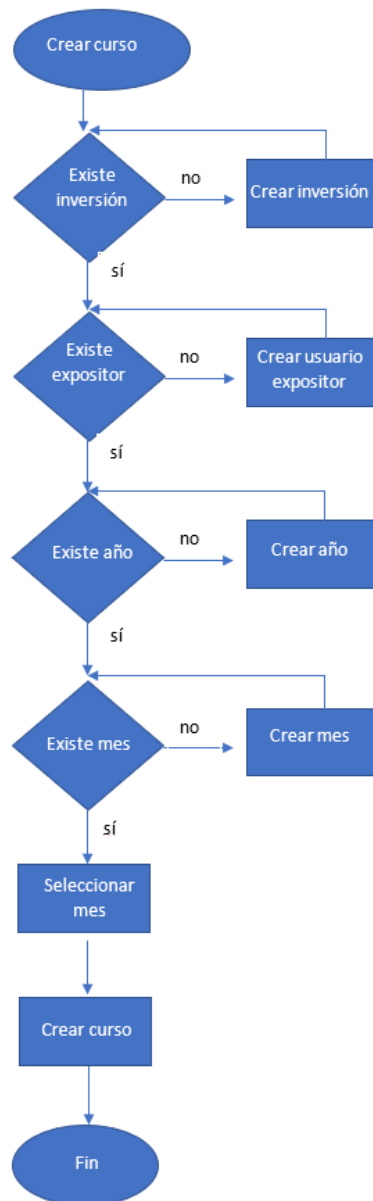 Crear curso
Existe
inversión
no
Crear inversión
sí
Existe
expositor
no
Crear usuario
expositor
sí
Existe año
no
Crear año
sí
Existe mes
no
Crear mes
sí
Seleccionar
mes
Crear curso
Fin